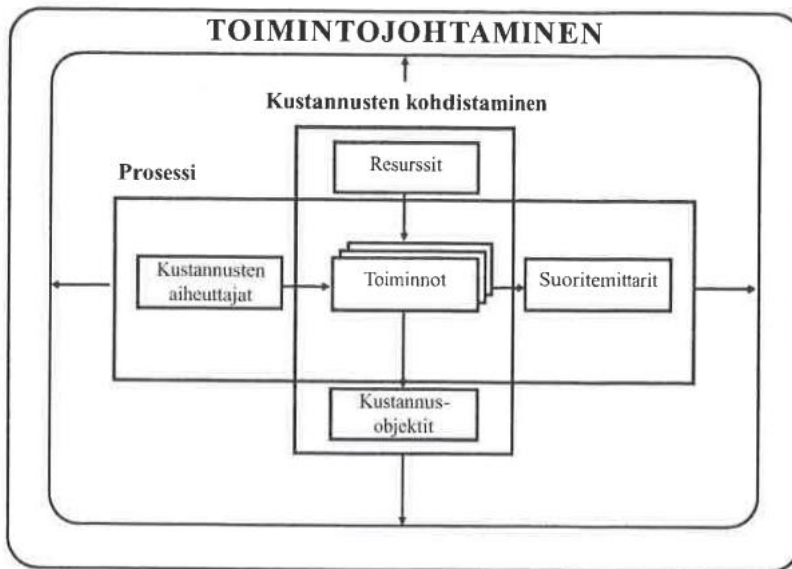 TOIMINTOJOHTAMINEN
Kustannusten kohdistaminen
Resurssit
Prosessi
Kustannusten
aiheuttajat
Toiminnot
Suoritemittarit
Kustannus-
objektit